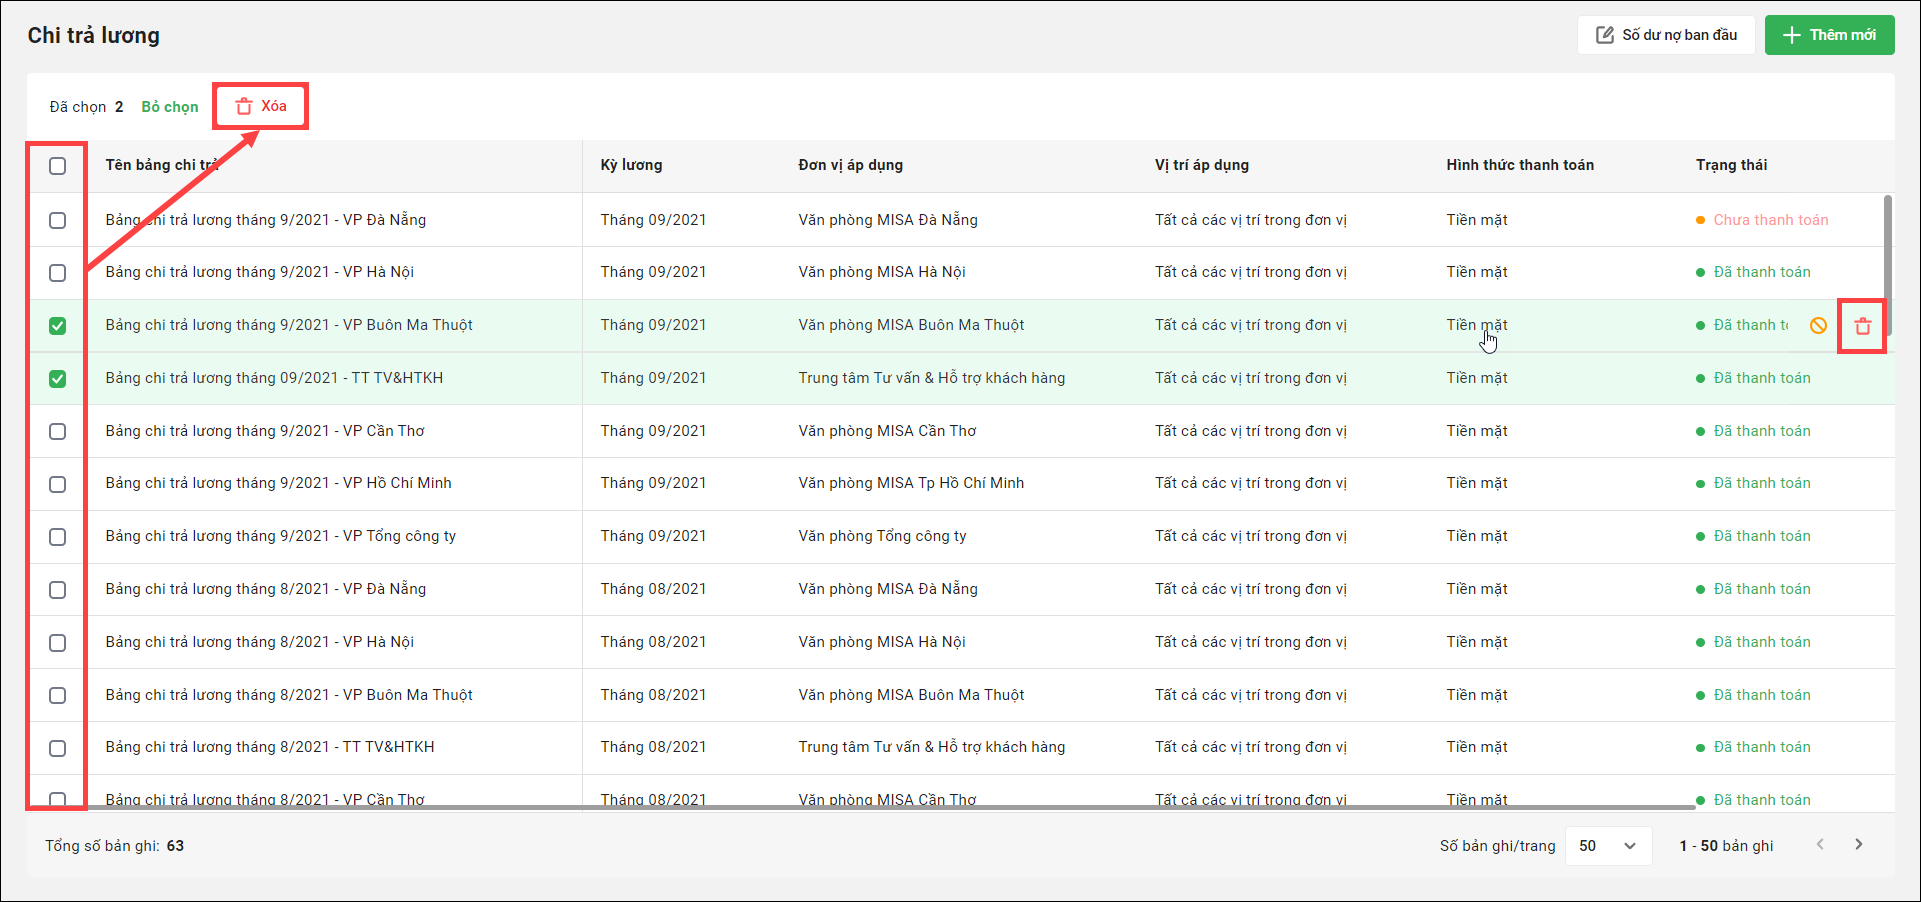 Chi trả lương
Số dư nợ ban đầu
Thêm mới
Đã chọn 2 Bỏ chọn Xóa
Tên bảng chi trả Kỳ lương Đơn vị áp dụng Vị trí áp dụng Hình thức thanh toán Trạng thái
Bảng chi trả lương tháng 9/2021 - VP Đà Nẵng Tháng 09/2021 Văn phòng MISA Đà Nẵng Tất cả các vị trí trong đơn vị Tiền mặt Chưa thanh toán
Bảng chi trả lương tháng 9/2021 - VP Hà Nội Tháng 09/2021 Văn phòng MISA Hà Nội Tất cả các vị trí trong đơn vị Tiền mặt Đã thanh toán
Bảng chi trả lương tháng 9/2021 - VP Buôn Ma Thuột Tháng 09/2021 Văn phòng MISA Buôn Ma Thuột Tất cả các vị trí trong đơn vị Tiền mặt Đã thanh
Bảng chi trả lương tháng 09/2021 - TT TV&HTKH Tháng 09/2021 Trung tâm Tư vấn & Hỗ trợ khách hàng Tất cả các vị trí trong đơn vị Tiền mặt Đã thanh toán
Bảng chi trả lương tháng 9/2021 - VP Cần Thơ Tháng 09/2021 Văn phòng MISA Cần Thơ Tất cả các vị trí trong đơn vị Tiền mặt Đã thanh toán
Bảng chi trả lương tháng 9/2021 - VP Hồ Chí Minh Tháng 09/2021 Văn phòng MISA Tp Hồ Chí Minh Tất cả các vị trí trong đơn vị Tiền mặt Đã thanh toán
Bảng chi trả lương tháng 9/2021 - VP Tổng công ty Tháng 09/2021 Văn phòng Tổng công ty Tất cả các vị trí trong đơn vị Tiền mặt Đã thanh toán
Bảng chi trả lương tháng 8/2021 - VP Đà Nẵng Tháng 08/2021 Văn phòng MISA Đà Nẵng Tất cả các vị trí trong đơn vị Tiền mặt Đã thanh toán
Bảng chi trả lương tháng 8/2021 - VP Hà Nội Tháng 08/2021 Văn phòng MISA Hà Nội Tất cả các vị trí trong đơn vị Tiền mặt Đã thanh toán
Bảng chi trả lương tháng 8/2021 - VP Buôn Ma Thuột Tháng 08/2021 Văn phòng MISA Buôn Ma Thuột Tất cả các vị trí trong đơn vị Tiền mặt Đã thanh toán
Bảng chi trả lương tháng 8/2021 - TT TV&HTKH Tháng 08/2021 Trung tâm Tư vấn & Hỗ trợ khách hàng Tất cả các vị trí trong đơn vị Tiền mặt Đã thanh toán
Bảng chi trả lương tháng 8/2021 - VP Cần Thơ Tháng 08/2021 Văn phòng MISA Cần Thơ Tất cả các vị trí trong đơn vị Tiền mặt Đã thanh toán
Tổng số bản ghi: 63 Số bản ghi/trang 50 1 - 50 bản ghi